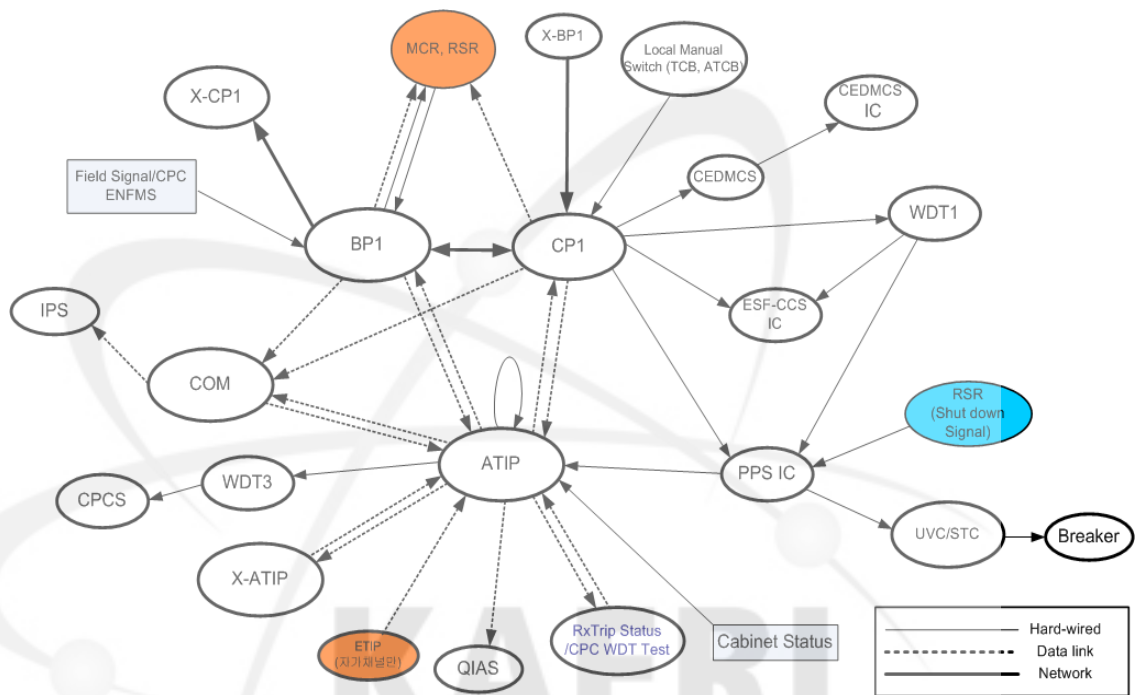 MCR, RSR
X-BP1
Local Manual
Switch (TCB, ATCB)
X-CP1
CEDMCS
IC
Field Signal/CPC
ENFMS
CEDMCS
WDT1
BP1
CP1
IPS
ESF-CCS
IC
COM
RSR
(Shut down
Signal)
ATIP
PPS IC
WDT3
CPCS
UVC/STC
Breaker
X-ATIP
ETIP
(자가채널만)
QIAS
RxTrip Status
/CPC WDT Test
Cabinet Status
Hard-wired
Data link
Network
KAERI